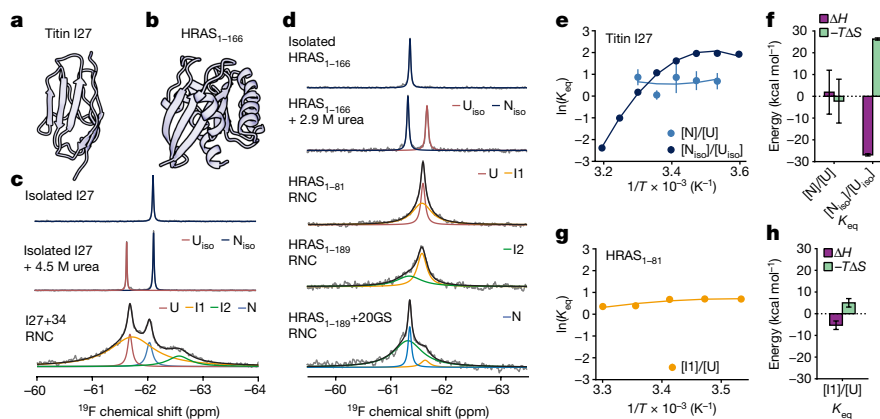 a
Titin I27
b
HRAS1–166
c
Isolated I27
Isolated I27
+ 4.5 M urea
Uiso Niso
I27+34
RNC
U I1 I2 N
–60 –61 –62 –63 –64
19F chemical shift (ppm)
d
Isolated
HRAS1–166
HRAS1–166
+ 2.9 M urea
Uiso Niso
HRAS1–81
RNC
U I1
HRAS1–189
RNC
I2
HRAS1–189+20GS
RNC
N
–60 –61 –62 –63
19F chemical shift (ppm)
e
Titin I27
ln(Keq)
2
1
0
–1
–2
–3
[N]/[U]
[Niso]/[Uiso]
3.2 3.3 3.4 3.5 3.6
1/T × 10–3 (K–1)
f
ΔH
–TΔS
Energy (kcal mol–1)
30
20
10
0
–10
–20
–30
[N]/[U]
[Niso]/[Uiso]
Keq
g
HRAS1–81
ln(Keq)
2
1
0
–1
–2
–3
[I1]/[U]
3.3 3.4 3.5
1/T × 10–3 (K–1)
h
ΔH
–TΔS
Energy (kcal mol–1)
30
20
10
0
–10
–20
–30
[I1]/[U]
Keq